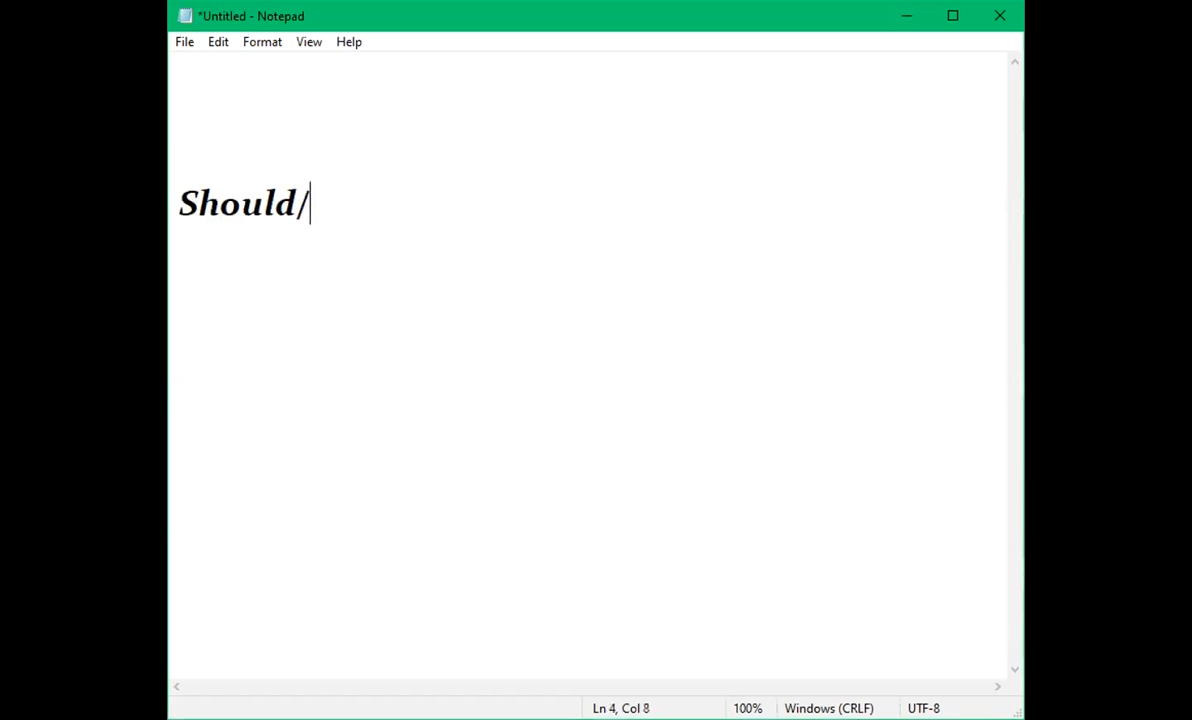 *Untitled - Notepad
File Edit Format View Help
Should/
Ln 4, Col 8 100% Windows (CRLF) UTF-8